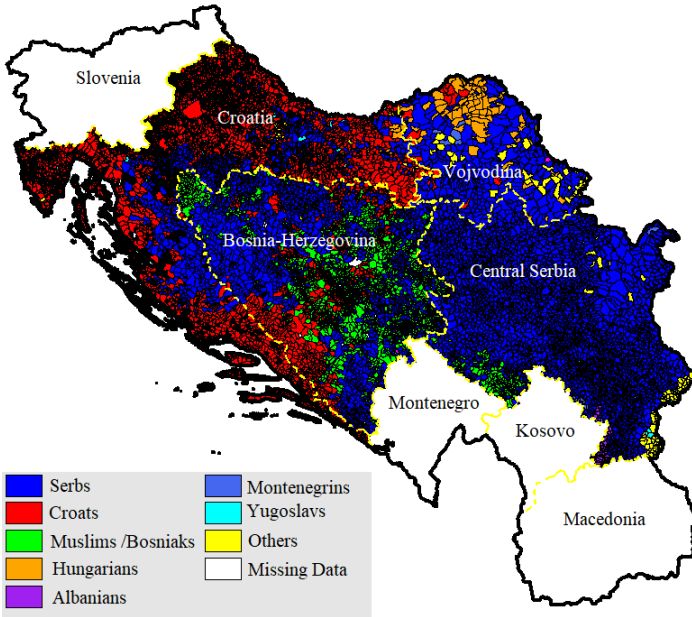 Slovenia
Croatia
Vojvodina
Bosnia-Herzegovina
Central Serbia
Montenegro
Kosovo
Macedonia
Serbs
Croats
Muslims /Bosniaks
Hungarians
Albanians
Montenegrins
Yugoslavs
Others
Missing Data